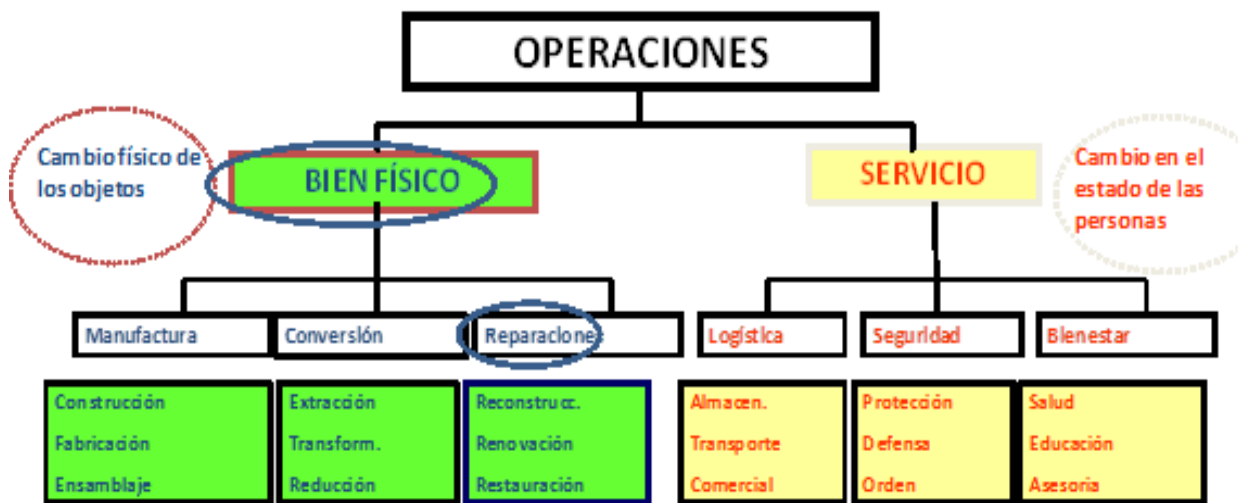 OPERACIONES
Cambio físico de
los objetos
BIEN FÍSICO
SERVICIO
Cambio en el
estado de las
personas
Manufactura
Conversión
Reparaciones
Logística
Seguridad
Bienestar
Construcción
Fabricación
Ensamblaje
Extracción
Transform.
Reducción
Reconstrucc.
Renovación
Restauración
Almacen.
Transporte
Comercial
Protección
Defensa
Orden
Salud
Educación
Asesoria